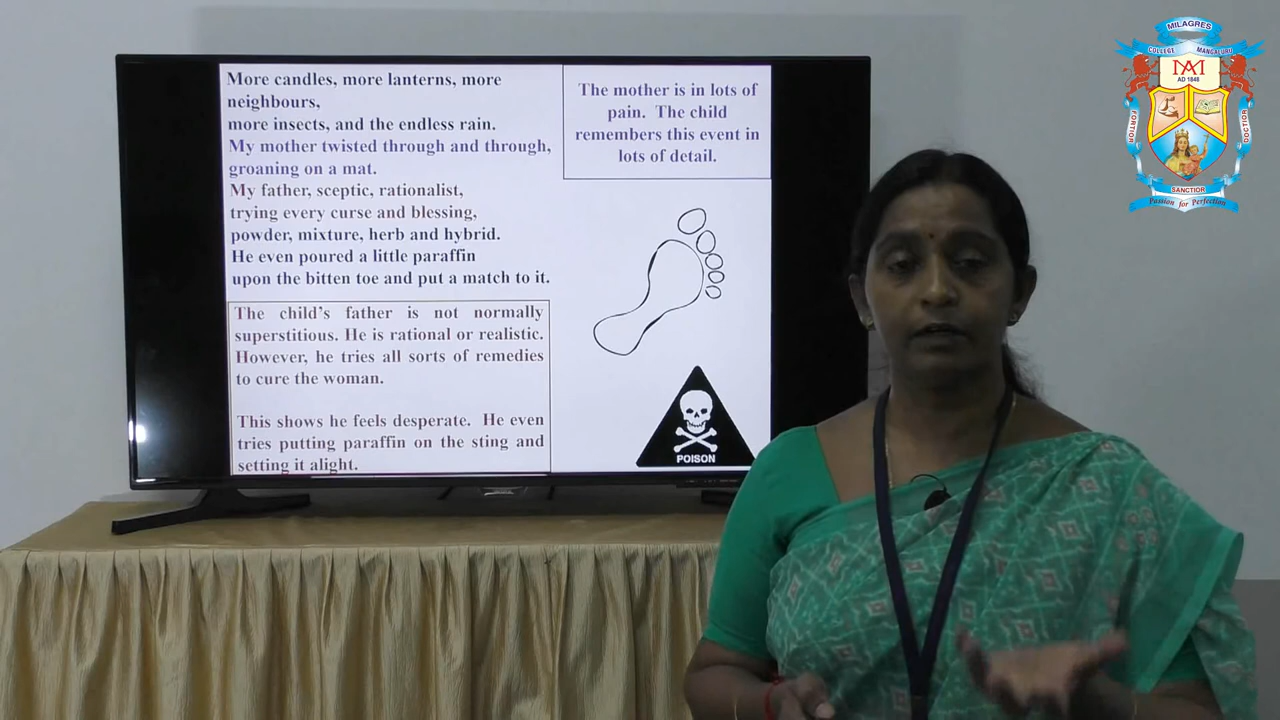 More candles, more lanterns, more
neighbours,
more insects, and the endless rain.
My mother twisted through and through,
groaning on a mat.
My father, sceptic, rationalist,
trying every curse and blessing,
powder, mixture, herb and hybrid.
He even poured a little paraffin
upon the bitten toe and put a match to it.
The child's father is not normally
superstitious. He is rational or realistic.
However, he tries all sorts of remedies
to cure the woman.
This shows he feels desperate. He even
tries putting paraffin on the sting and
setting it alight.
The mother is in lots of
pain. The child
remembers this event in
lots of detail.
POISON
MILAGRES
COLLEGE MANGALURU
AD 1848
FORTIOR
DOCTIOR
SANCTIOR
Passion for Perfection